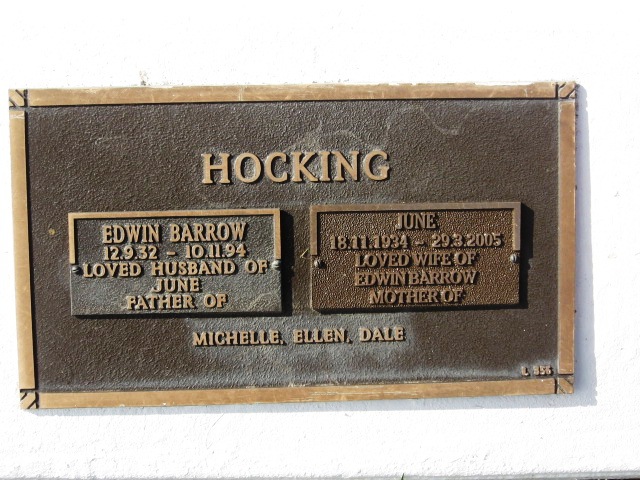 HOCKING
EDWIN BARROW
12.9.32 - 10.11.94
LOVED HUSBAND OF
JUNE
FATHER OF
JUNE
18.11.1934 - 29.3.2005
LOVED WIFE OF
EDWIN BARROW
MOTHER OF
MICHELLE, ELLEN, DALE